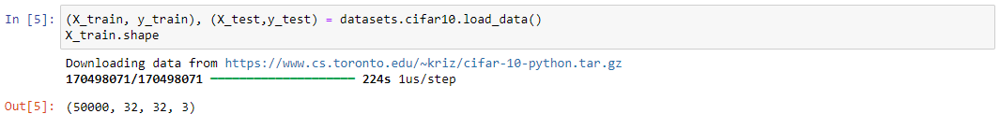 In [5]: (X_train, y_train), (X_test,y_test) = datasets.cifar10.load_data()
X_train.shape
Downloading data from https://www.cs.toronto.edu/~kriz/cifar-10-python.tar.gz
170498071/170498071 ━━━━━━━━━━━━━━━━━━━━ 224s 1us/step
Out[5]: (50000, 32, 32, 3)